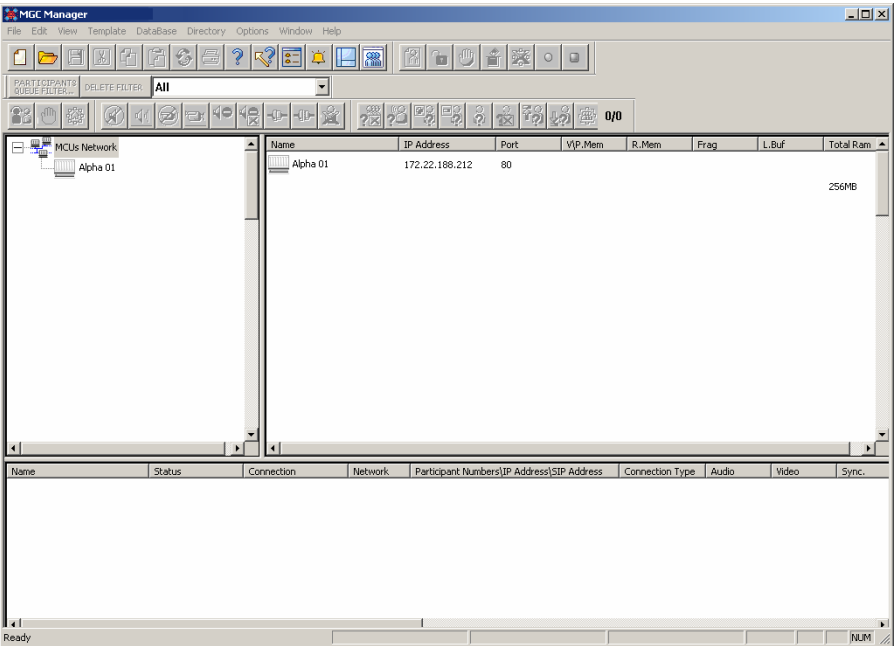 MGC Manager
File Edit View Template DataBase Directory Options Window Help
PARTICIPANTS
QUEUE FILTER...
DELETE FILTER
All
0/0
MCUs Network
Alpha 01
Name IP Address Port V\P.Mem R.Mem Frag L.Buf Total Ram
Alpha 01 172.22.188.212 80
256MB
Name Status Connection Network Participant Numbers\IP Address\SIP Address Connection Type Audio Video Sync.
Ready NUM